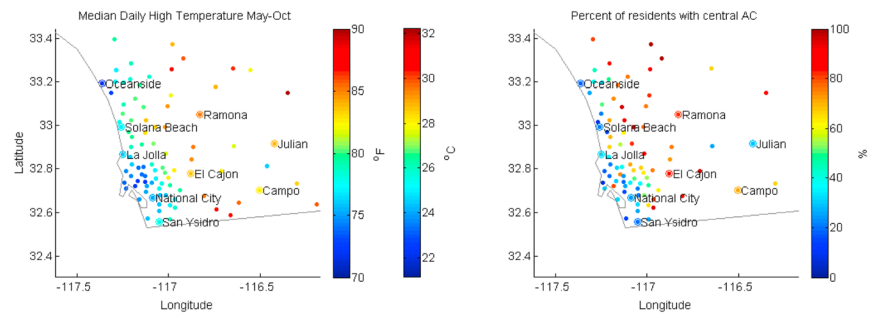 Median Daily High Temperature May-Oct
33.4
33.2
33
32.8
32.6
32.4
Latitude
-117.5
-117
-116.5
Longitude
Oceanside
Ramona
Solana Beach
Julian
La Jolla
El Cajon
Campo
National City
San Ysidro
90
85
80
75
70
°F
32
30
28
26
24
22
°C
Percent of residents with central AC
33.4
33.2
33
32.8
32.6
32.4
-117.5
-117
-116.5
Longitude
Oceanside
Ramona
Solana Beach
Julian
La Jolla
El Cajon
Campo
National City
San Ysidro
100
80
60
40
20
0
%